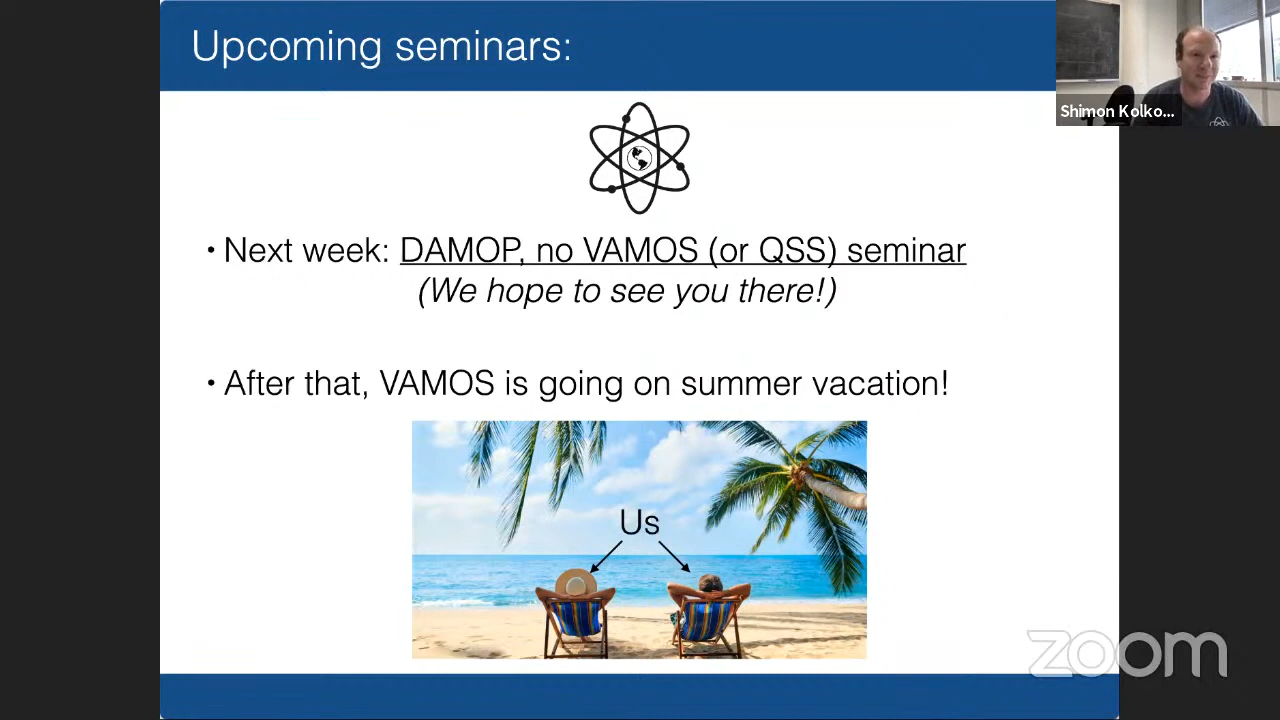 Upcoming seminars:
Shimon Kolko...
• Next week: DAMOP, no VAMOS (or QSS) seminar
(We hope to see you there!)
• After that, VAMOS is going on summer vacation!
Us
zoom